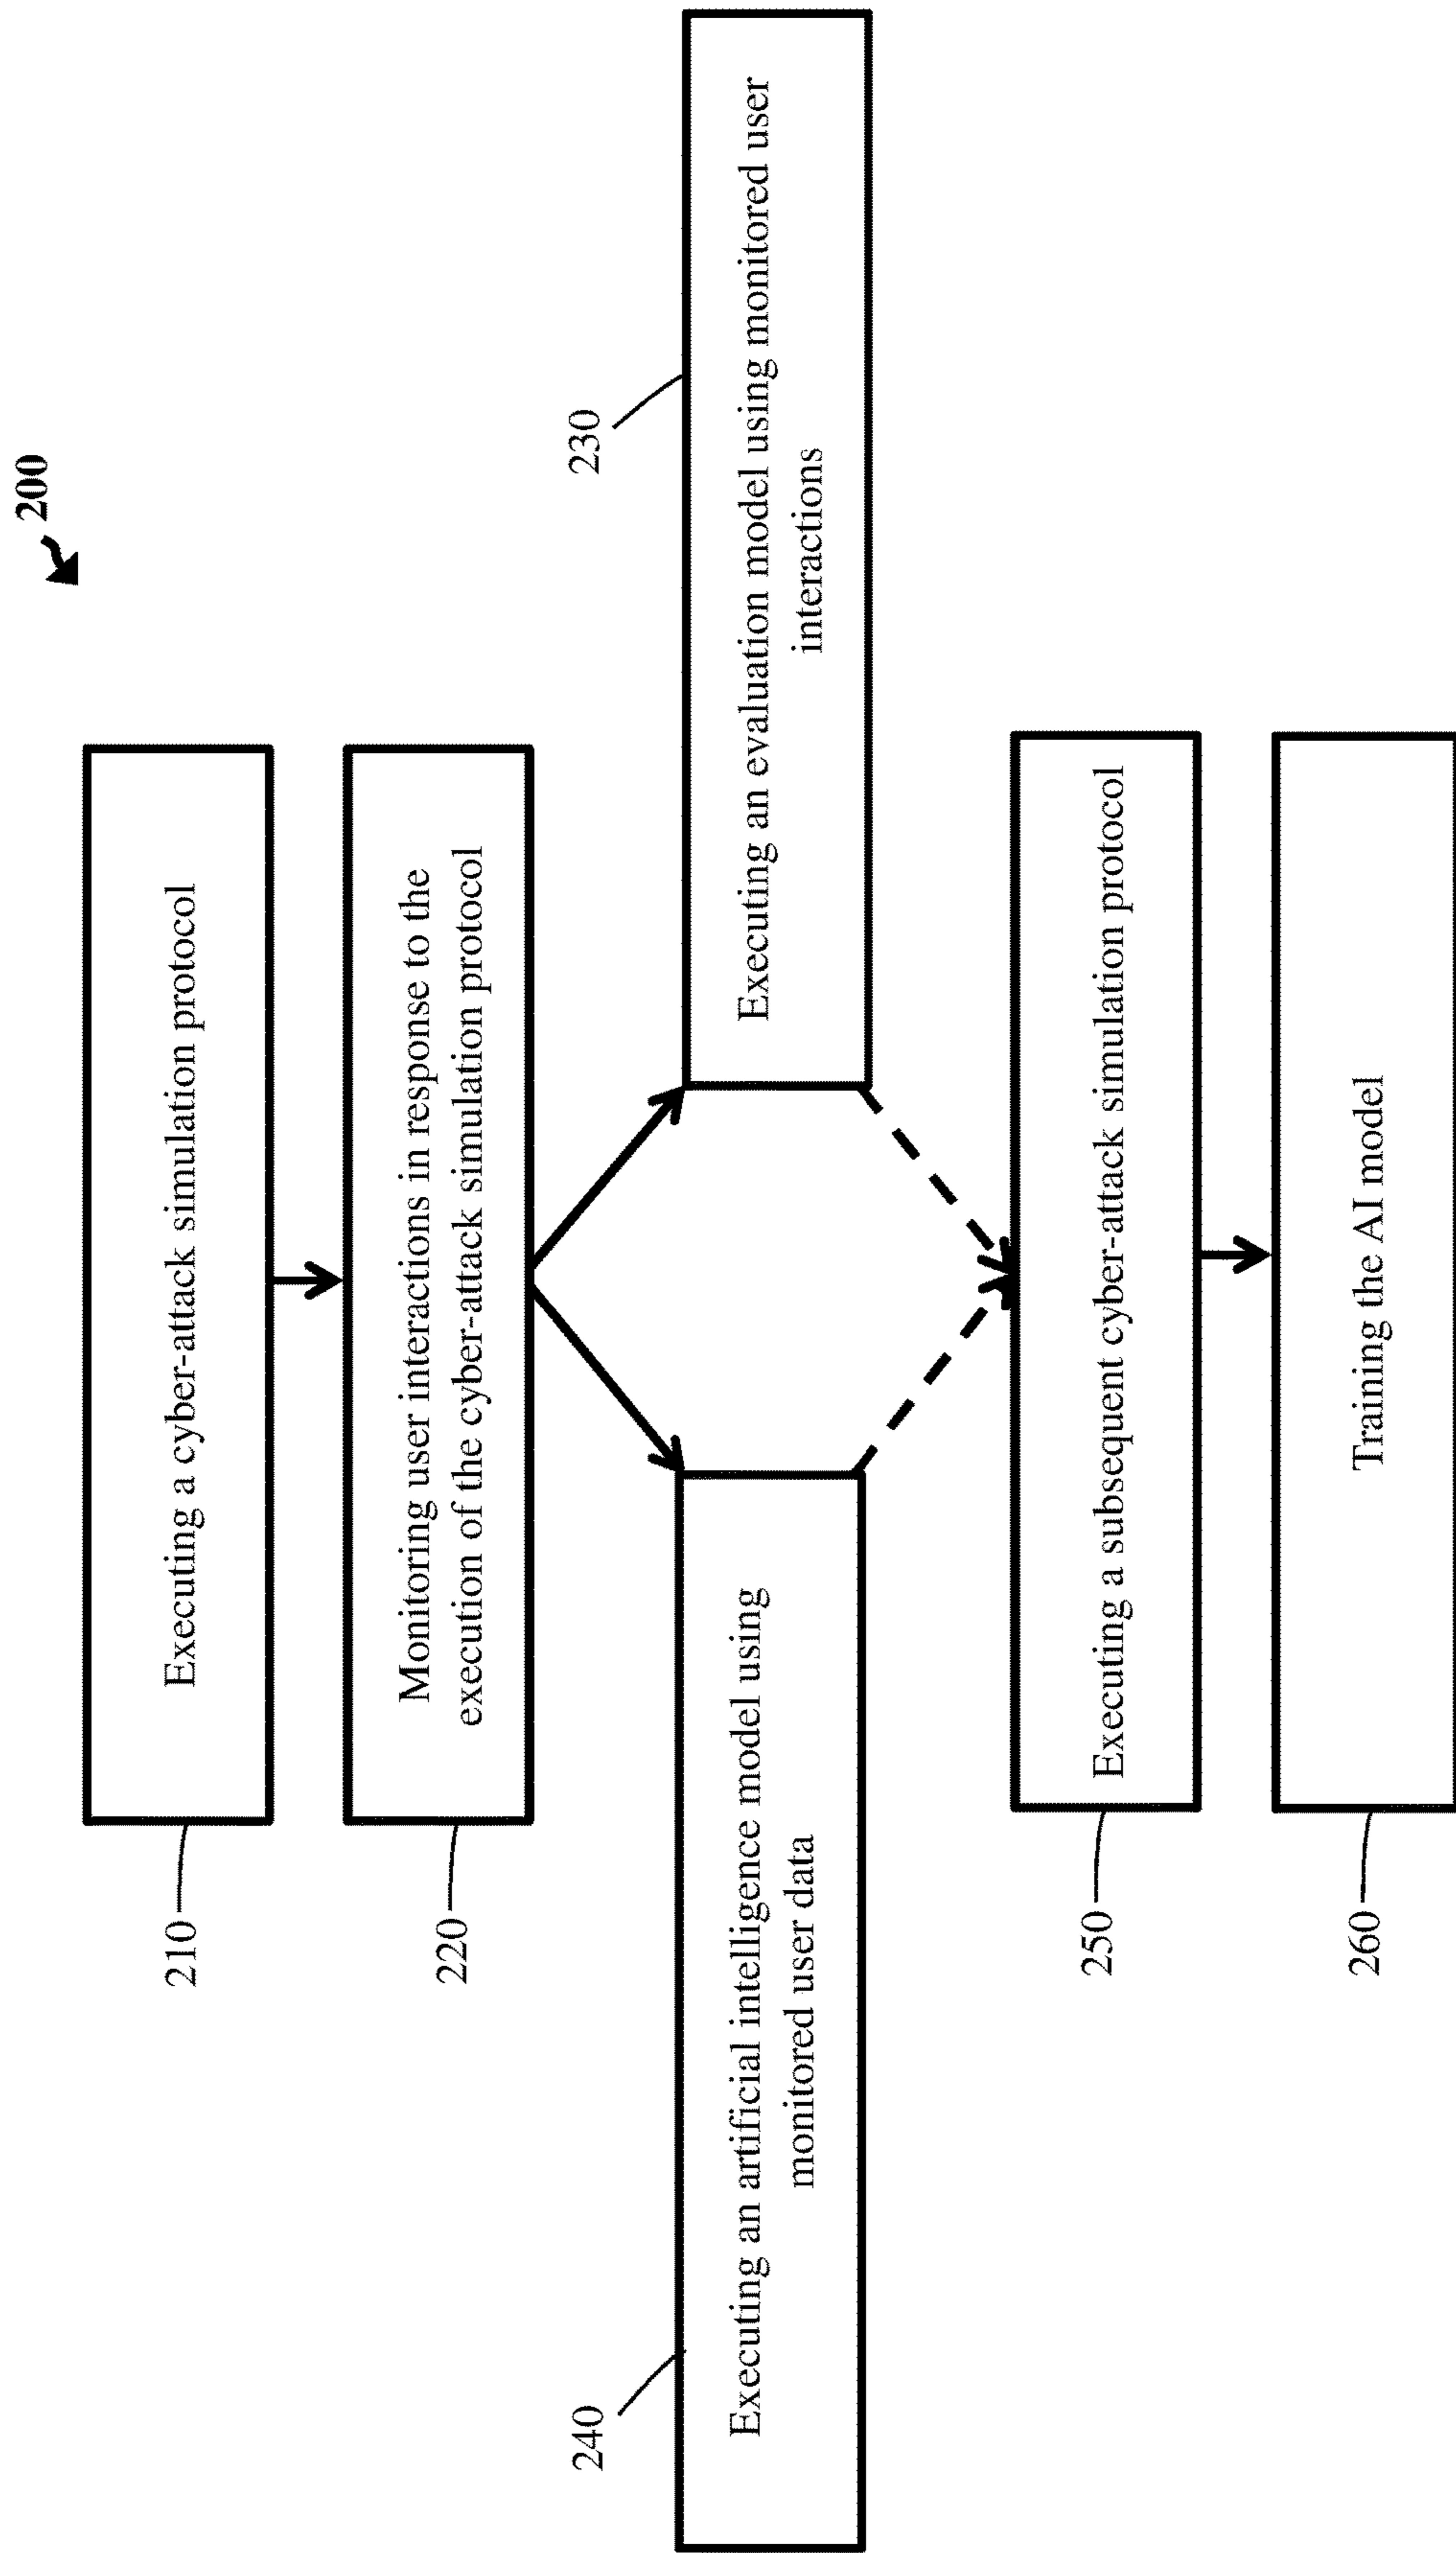 200
210
Executing a cyber-attack simulation protocol
220
Monitoring user interactions in response to the
execution of the cyber-attack simulation protocol
240
Executing an artificial intelligence model using
monitored user data
230
Executing an evaluation model using monitored user
interactions
250
Executing a subsequent cyber-attack simulation protocol
260
Training the AI model